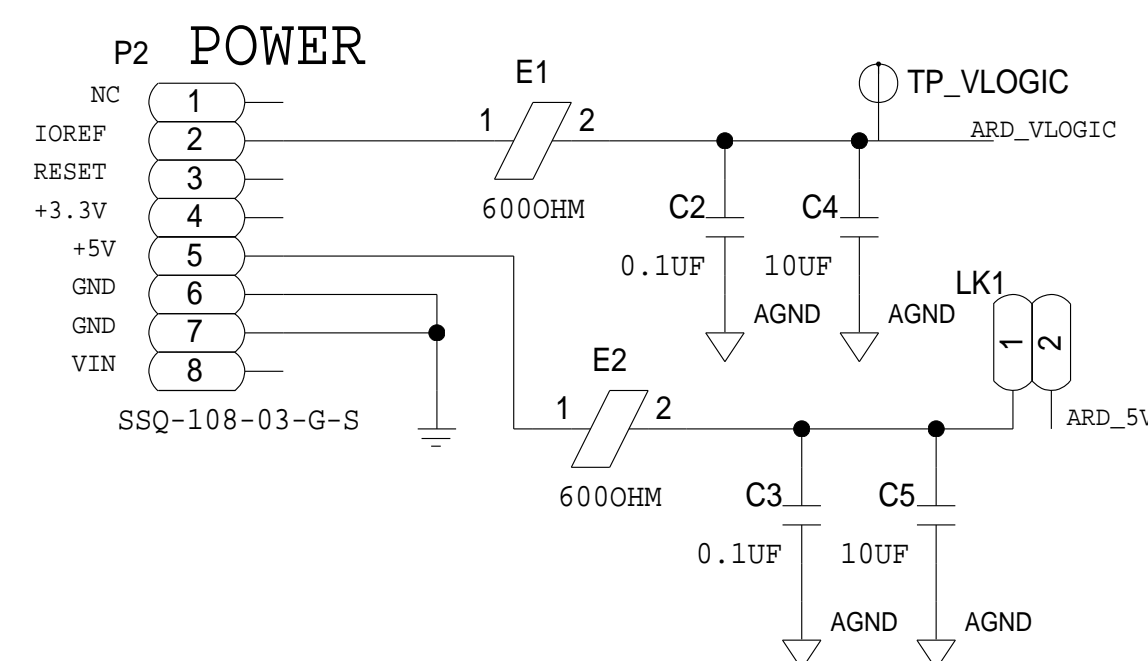 P2 POWER
NC 1
IOREF 2
RESET 3
+3.3V 4
+5V 5
GND 6
GND 7
VIN 8
SSQ-108-03-G-S
E1
1 2
600OHM
TP_VLOGIC
ARD_VLOGIC
C2
0.1UF
AGND
C4
10UF
AGND
LK1
1 2
ARD_5V
E2
1 2
600OHM
C3
0.1UF
AGND
C5
10UF
AGND